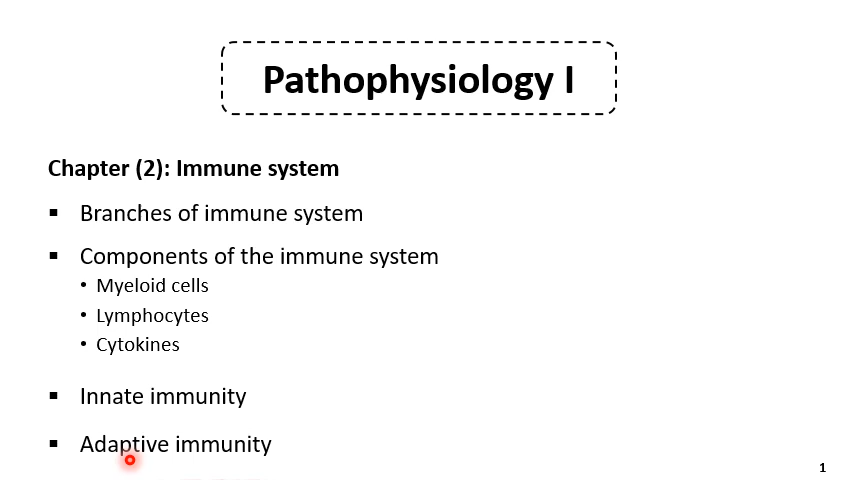 Pathophysiology I
Chapter (2): Immune system
▪ Branches of immune system
▪ Components of the immune system
• Myeloid cells
• Lymphocytes
• Cytokines
▪ Innate immunity
▪ Adaptive immunity
1